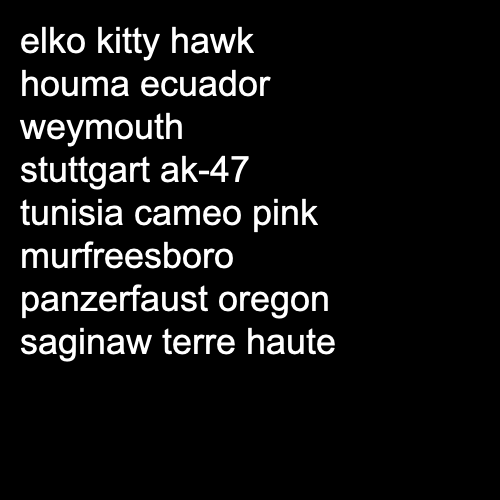 elko kitty hawk
houma ecuador
weymouth
stuttgart ak-47
tunisia cameo pink
murfreesboro
panzerfaust oregon
saginaw terre haute